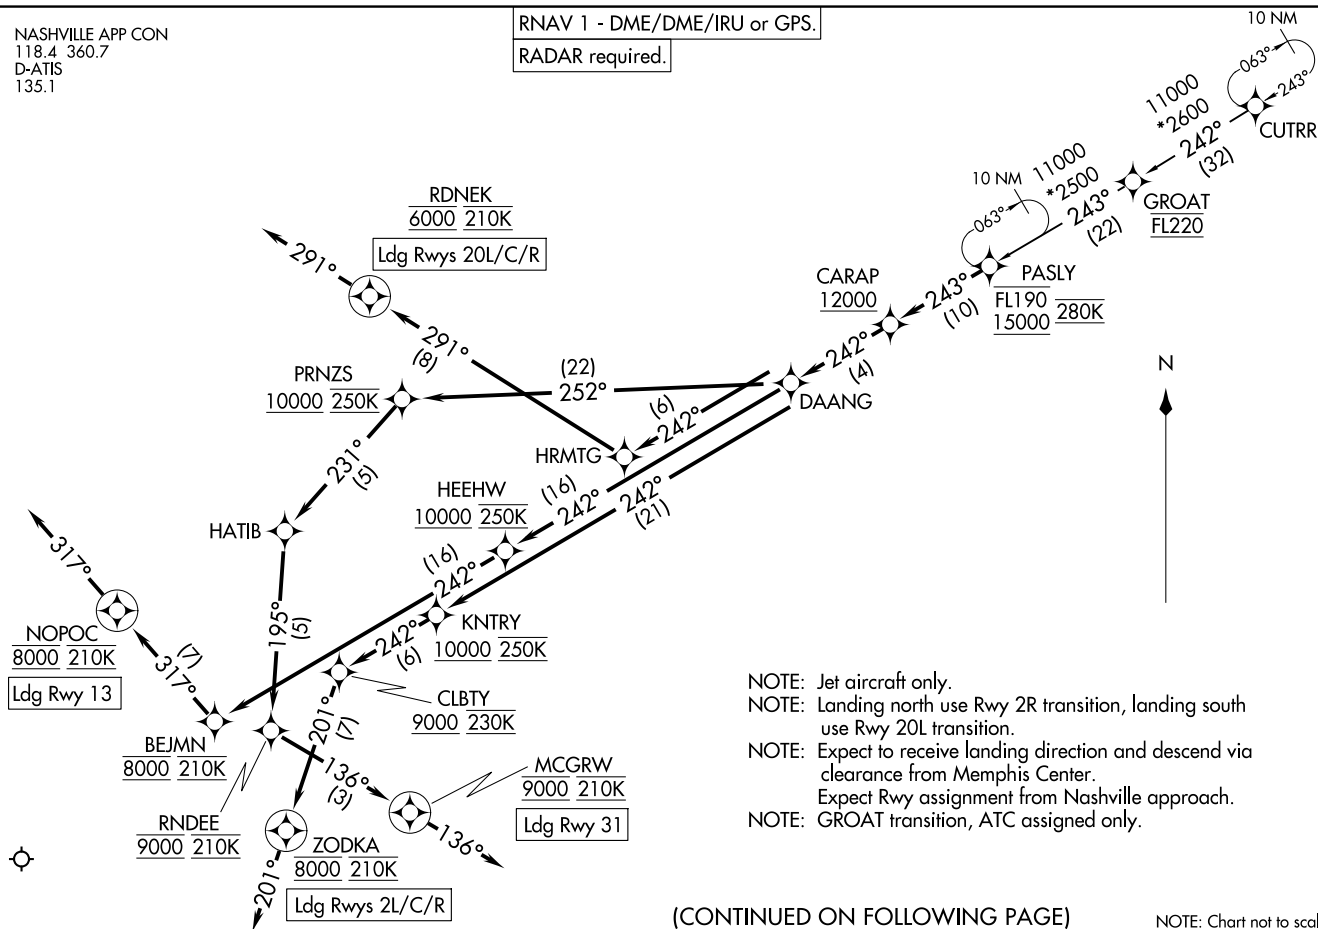 NASHVILLE APP CON
118.4 360.7
D-ATIS
135.1
RNAV 1 - DME/DME/IRU or GPS.
RADAR required.
10 NM
063°
243°
CUTRR
11000
*2600
242°
(32)
GROAT
FL220
10 NM
063°
11000
*2500
243°
(22)
PASLY
FL190
15000 280K
243°
(10)
CARAP
12000
242°
(4)
DAANG
RDNEK
6000 210K
Ldg Rwys 20L/C/R
291°
291°
(8)
(22)
252°
PRNZS
10000 250K
(6)
242°
HRMTG
231°
(5)
HEEHW
10000 250K
(16)
242°
242°
(21)
HATIB
(16)
242°
KNTRY
10000 250K
242°
(6)
195°
(5)
317°
NOPOC
8000 210K
Ldg Rwy 13
(7)
317°
BEJMN
8000 210K
CLBTY
9000 230K
201°
(7)
RNDEE
9000 210K
136°
(3)
MCGRW
9000 210K
Ldg Rwy 31
136°
ZODKA
8000 210K
Ldg Rwys 2L/C/R
201°
N
NOTE: Jet aircraft only.
NOTE: Landing north use Rwy 2R transition, landing south
use Rwy 20L transition.
NOTE: Expect to receive landing direction and descend via
clearance from Memphis Center.
Expect Rwy assignment from Nashville approach.
NOTE: GROAT transition, ATC assigned only.
(CONTINUED ON FOLLOWING PAGE)
NOTE: Chart not to scal